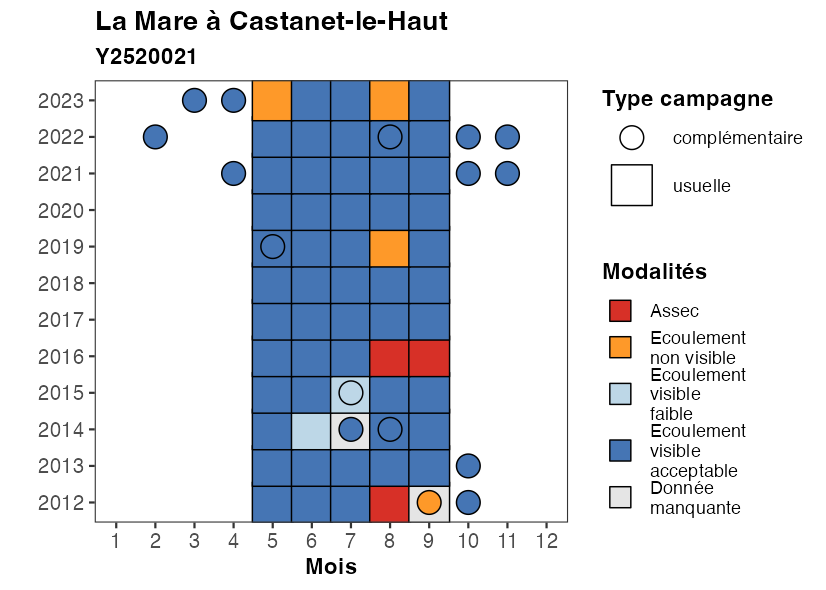 La Mare à Castanet-le-Haut
Y2520021
2023
2022
2021
2020
2019
2018
2017
2016
2015
2014
2013
2012
1 2 3 4 5 6 7 8 9 10 11 12
Mois
Type campagne
complémentaire
usuelle
Modalités
Assec
Ecoulement
non visible
Ecoulement
visible
faible
Ecoulement
visible
acceptable
Donnée
manquante